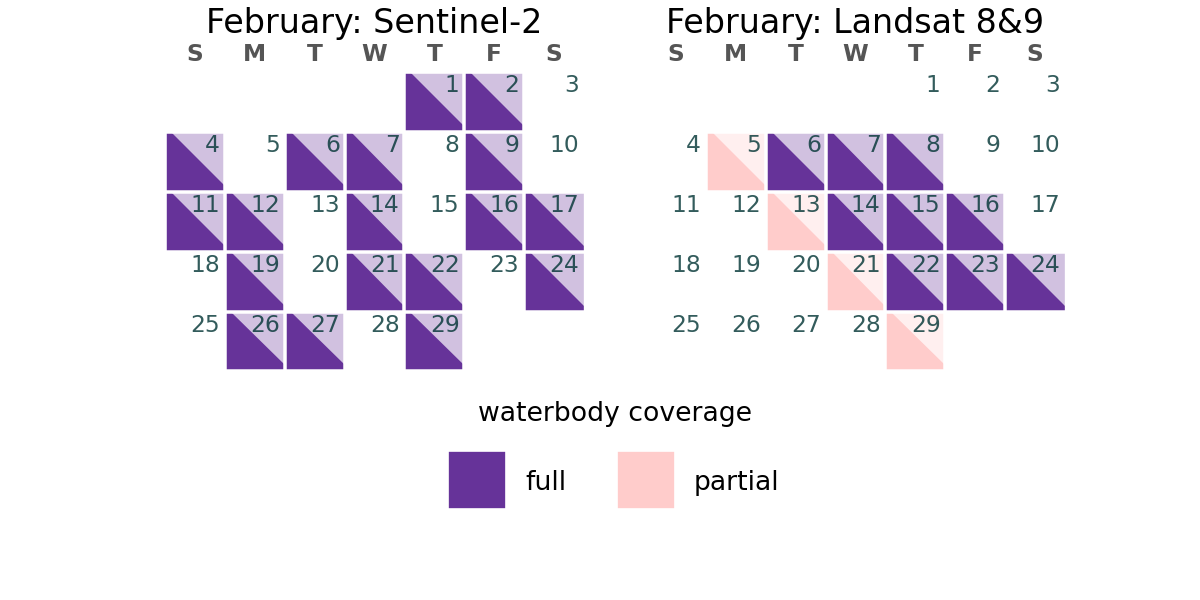 February: Sentinel-2
S M T W T F S
1 2 3
4 5 6 7 8 9 10
11 12 13 14 15 16 17
18 19 20 21 22 23 24
25 26 27 28 29
February: Landsat 8&9
S M T W T F S
1 2 3
4 5 6 7 8 9 10
11 12 13 14 15 16 17
18 19 20 21 22 23 24
25 26 27 28 29
waterbody coverage
full
partial